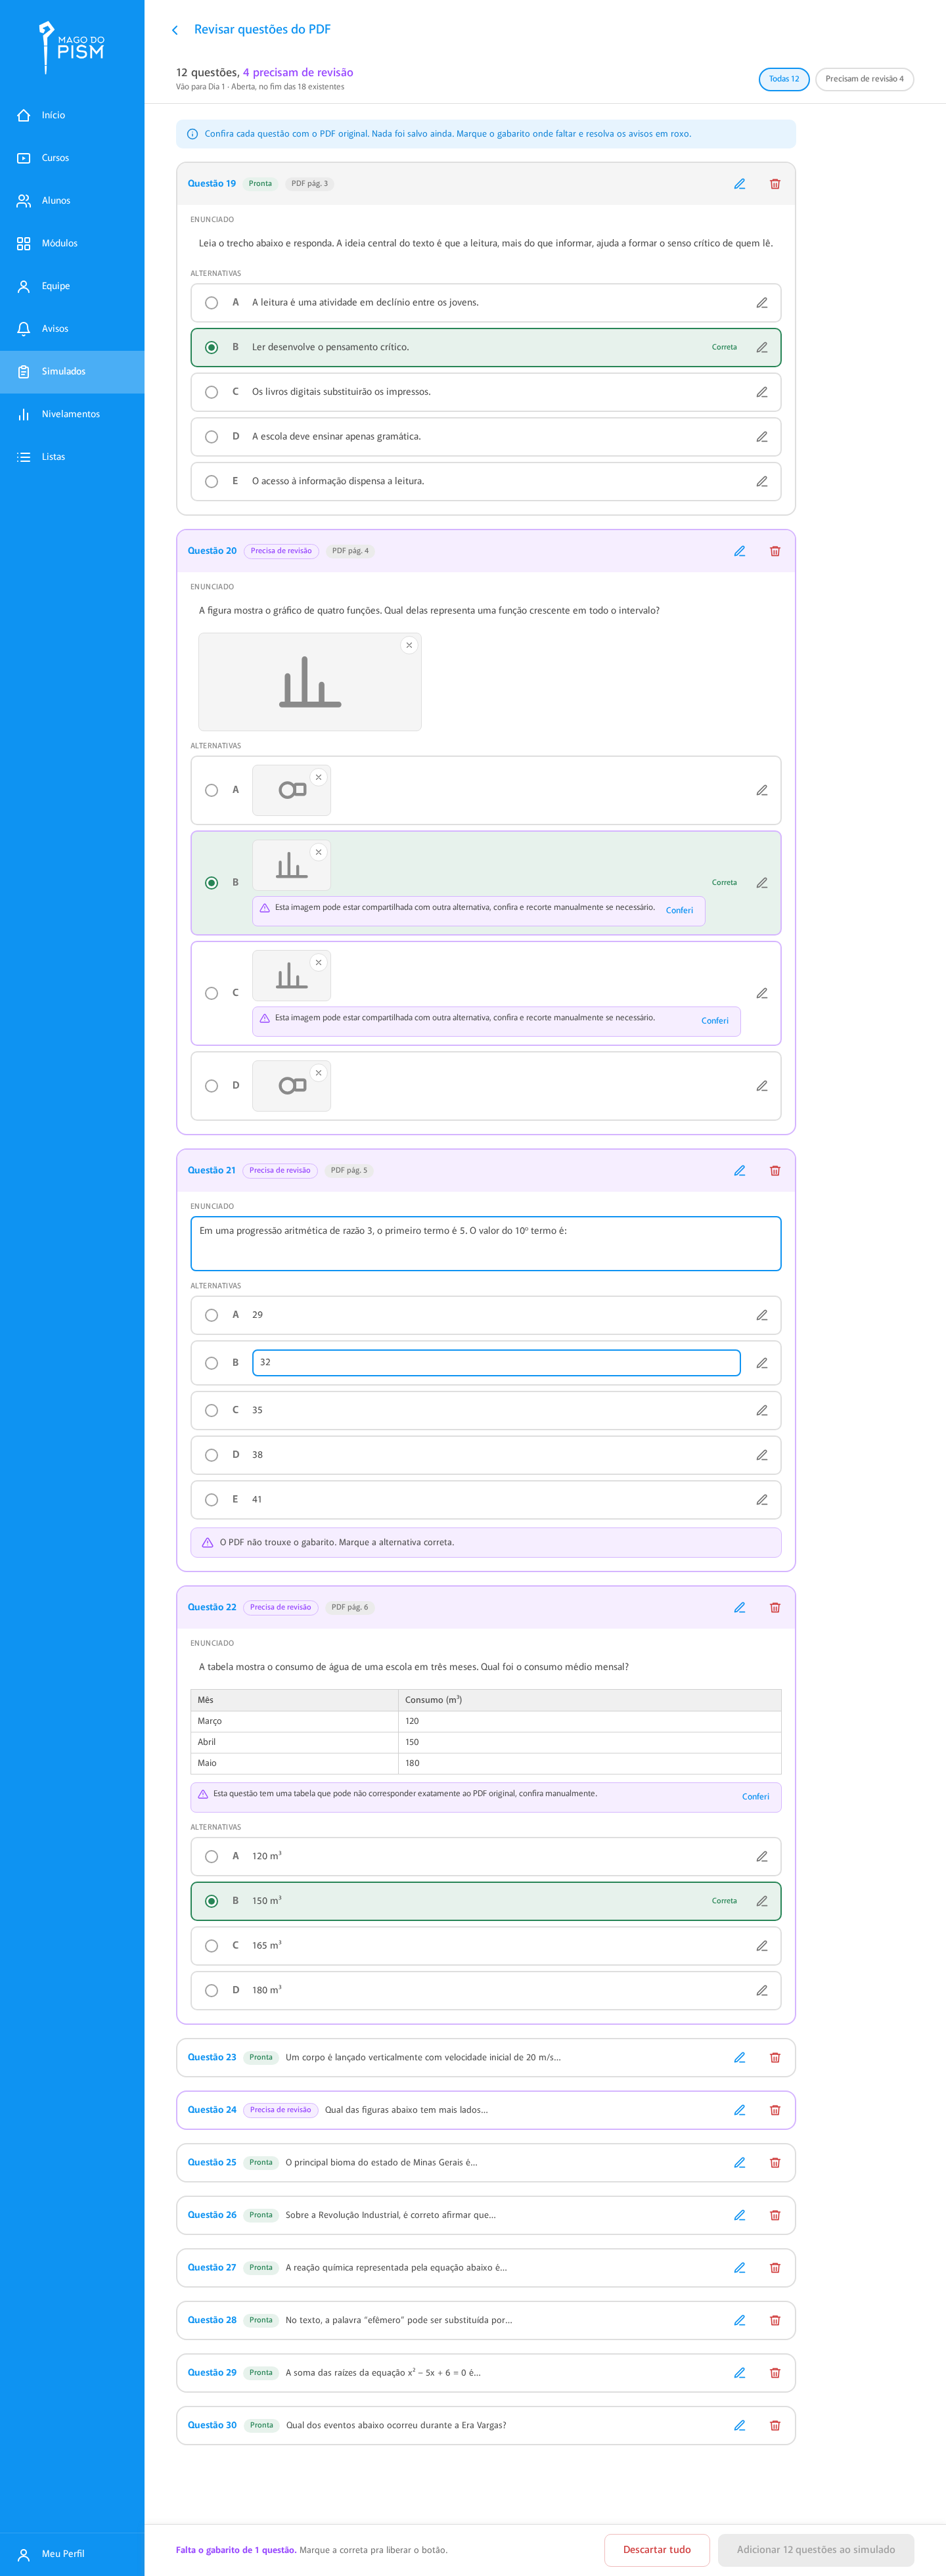 MAGO DO
PISM
Início
Cursos
Alunos
Módulos
Equipe
Avisos
Simulados
Nivelamentos
Listas
Meu Perfil
Revisar questões do PDF
12 questões, 4 precisam de revisão
Vão para Dia 1 - Aberta, no fim das 18 existentes
Todas 12
Precisam de revisão 4
Confira cada questão com o PDF original. Nada foi salvo ainda. Marque o gabarito onde faltar e resolva os avisos em roxo.
Questão 19 Pronta PDF pág. 3
ENUNCIADO
Leia o trecho abaixo e responda. A ideia central do texto é que a leitura, mais do que informar, ajuda a formar o senso crítico de quem lê.
ALTERNATIVAS
A A leitura é uma atividade em declínio entre os jovens.
B Ler desenvolve o pensamento crítico. Correta
C Os livros digitais substituirão os impressos.
D A escola deve ensinar apenas gramática.
E O acesso à informação dispensa a leitura.
Questão 20 Precisa de revisão PDF pág. 4
ENUNCIADO
A figura mostra o gráfico de quatro funções. Qual delas representa uma função crescente em todo o intervalo?
ALTERNATIVAS
A
B Correta
Esta imagem pode estar compartilhada com outra alternativa, confira e recorte manualmente se necessário. Conferi
C
Esta imagem pode estar compartilhada com outra alternativa, confira e recorte manualmente se necessário. Conferi
D
Questão 21 Precisa de revisão PDF pág. 5
ENUNCIADO
Em uma progressão aritmética de razão 3, o primeiro termo é 5. O valor do 10º termo é:
ALTERNATIVAS
A 29
B 32
C 35
D 38
E 41
O PDF não trouxe o gabarito. Marque a alternativa correta.
Questão 22 Precisa de revisão PDF pág. 6
ENUNCIADO
A tabela mostra o consumo de água de uma escola em três meses. Qual foi o consumo médio mensal?
Mês Consumo (m³)
Março 120
Abril 150
Maio 180
Esta questão tem uma tabela que pode não corresponder exatamente ao PDF original, confira manualmente. Conferi
ALTERNATIVAS
A 120 m³
B 150 m³ Correta
C 165 m³
D 180 m³
Questão 23 Pronta Um corpo é lançado verticalmente com velocidade inicial de 20 m/s...
Questão 24 Precisa de revisão Qual das figuras abaixo tem mais lados...
Questão 25 Pronta O principal bioma do estado de Minas Gerais é...
Questão 26 Pronta Sobre a Revolução Industrial, é correto afirmar que...
Questão 27 Pronta A reação química representada pela equação abaixo é...
Questão 28 Pronta No texto, a palavra "efêmero" pode ser substituída por...
Questão 29 Pronta A soma das raízes da equação x² − 5x + 6 = 0 é...
Questão 30 Pronta Qual dos eventos abaixo ocorreu durante a Era Vargas?
Falta o gabarito de 1 questão. Marque a correta pra liberar o botão.
Descartar tudo
Adicionar 12 questões ao simulado